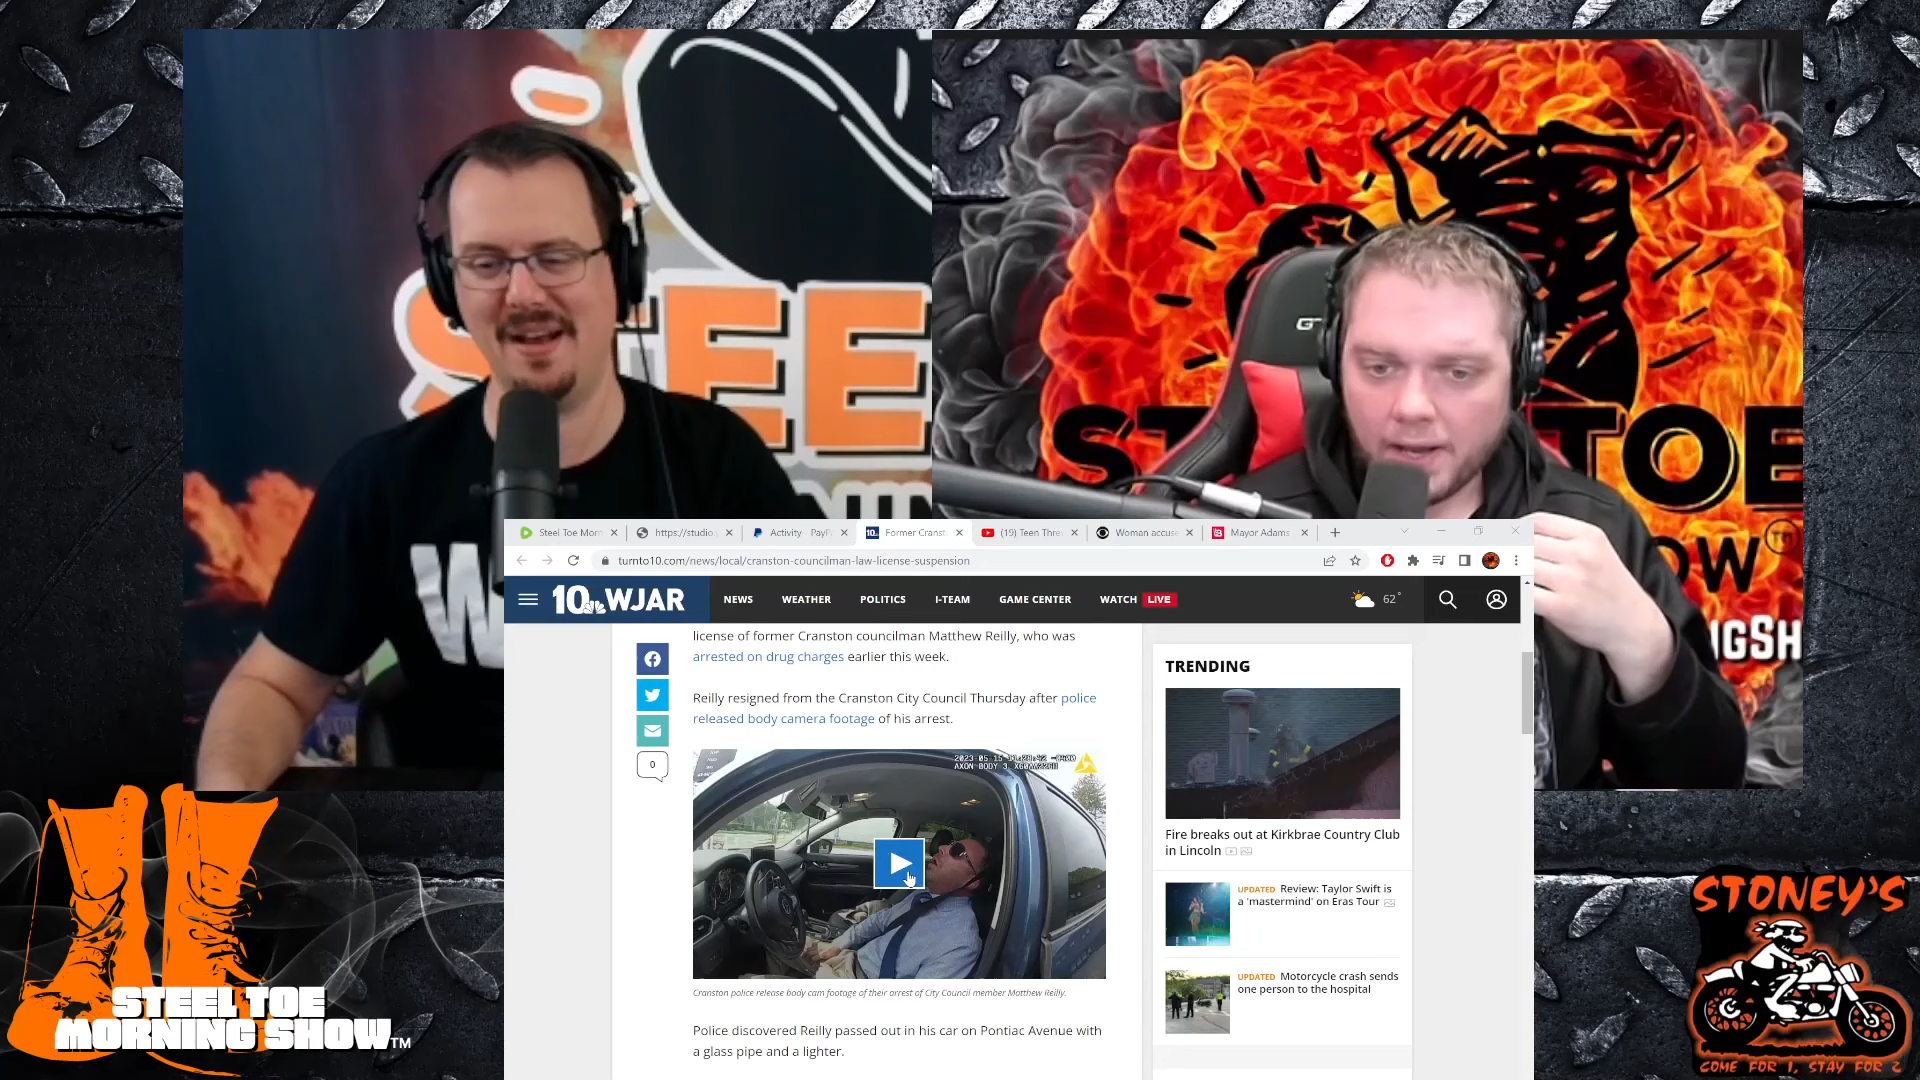 STEE
GT
ST TOE
OW
TM
NGSH
Steel Toe Morn
https://studio.
Activity - PayP
Former Cranst
(19) Teen Thre
Woman accuse
Mayor Adams
turnto10.com/news/local/cranston-councilman-law-license-suspension
10 WJAR
NEWS
WEATHER
POLITICS
I-TEAM
GAME CENTER
WATCH LIVE
62°
license of former Cranston councilman Matthew Reilly, who was
arrested on drug charges earlier this week.
Reilly resigned from the Cranston City Council Thursday after police
released body camera footage of his arrest.
0
AXON BODY 3
Cranston police release body cam footage of their arrest of City Council member Matthew Reilly.
Police discovered Reilly passed out in his car on Pontiac Avenue with
a glass pipe and a lighter.
TRENDING
Fire breaks out at Kirkbrae Country Club
in Lincoln
UPDATED Review: Taylor Swift is
a 'mastermind' on Eras Tour
UPDATED Motorcycle crash sends
one person to the hospital
W
STEEL TOE
MORNING SHOW™
STONEY'S
COME FOR 1, STAY FOR 2